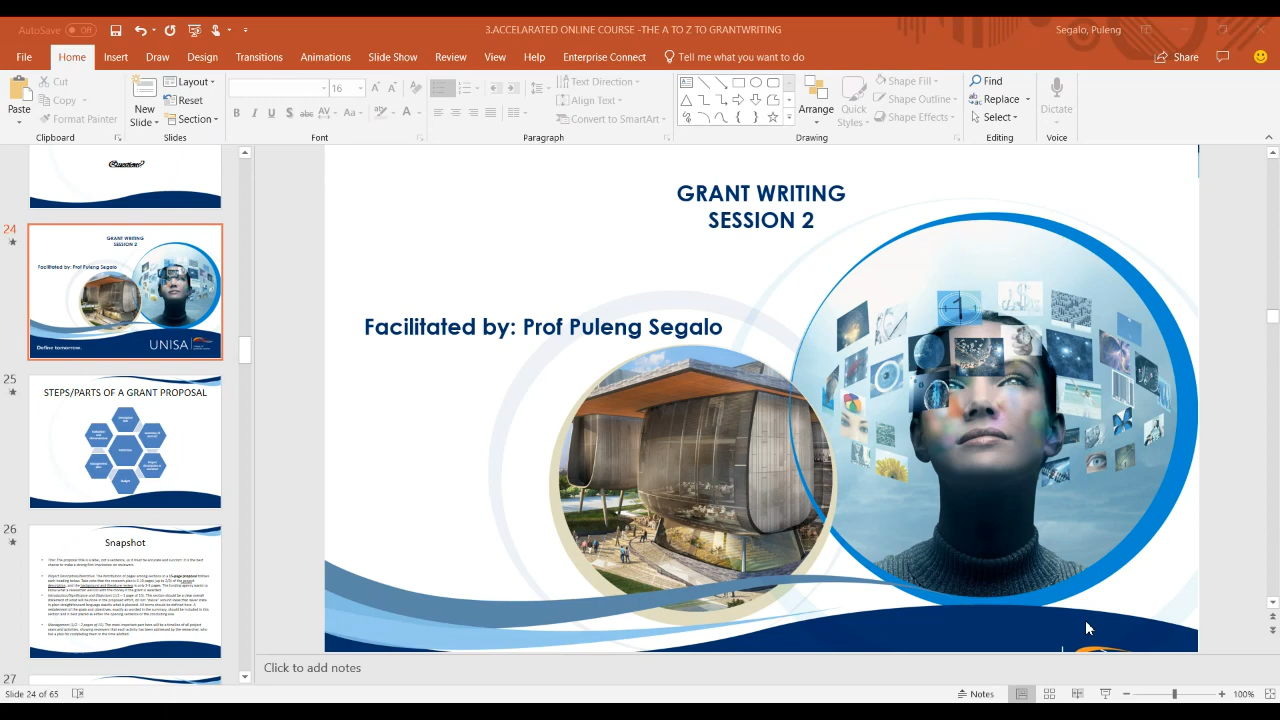 AutoSave Off
3.ACCELARATED ONLINE COURSE -THE A TO Z TO GRANTWRITING
Segalo, Puleng
File Home Insert Draw Design Transitions Animations Slide Show Review View Help Enterprise Connect Tell me what you want to do Share
Paste
Cut
Copy
Format Painter
Clipboard
New Slide
Layout
Reset
Section
Slides
16
Font
Text Direction
Align Text
Convert to SmartArt
Paragraph
Arrange
Quick Styles
Shape Fill
Shape Outline
Shape Effects
Drawing
Find
Replace
Select
Editing
Dictate
Voice
Questions?
24
GRANT WRITING
SESSION 2
Facilitated by: Prof Puleng Segalo
Define tomorrow.
UNISA
25
STEPS/PARTS OF A GRANT PROPOSAL
26
Snapshot
27
GRANT WRITING
SESSION 2
Facilitated by: Prof Puleng Segalo
Click to add notes
Slide 24 of 65
Notes
100%